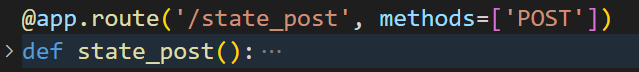 @app.route('/state_post', methods=['POST'])
def state_post():⋯